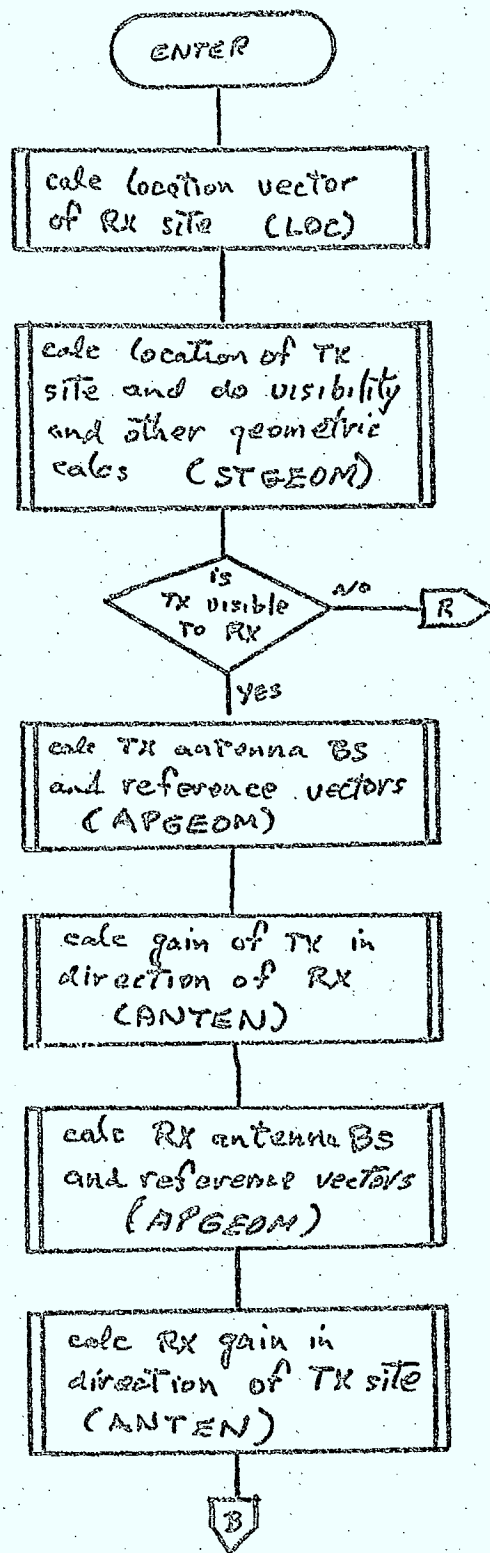 ENTER
calc location vector
of RX site (LOC)
calc location of TX
site and do visibility
and other geometric
calcs (STGEOM)
is
TX visible
TO RX
NO
R
YES
calc TX antenna BS
and reference vectors
(APGEOM)
calc gain of TX in
direction of RX
(ANTEN)
calc RX antenna BS
and reference vectors
(APGEOM)
calc RX gain in
direction of TX site
(ANTEN)
B